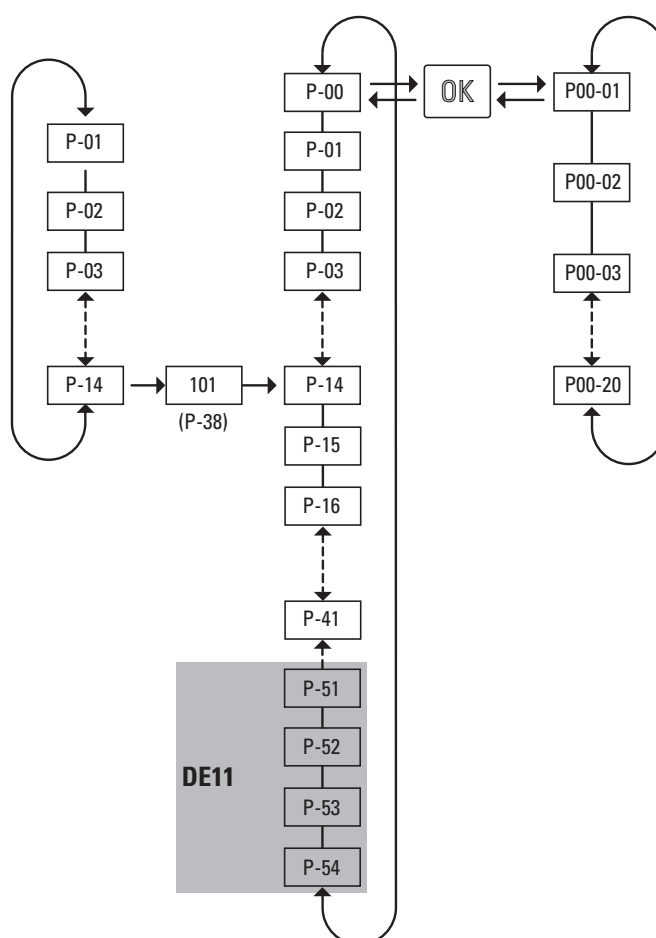 P-01
P-02
P-03
P-14
101
(P-38)
P-00
P-01
P-02
P-03
P-14
P-15
P-16
P-41
DE11
P-51
P-52
P-53
P-54
OK
P00-01
P00-02
P00-03
P00-20